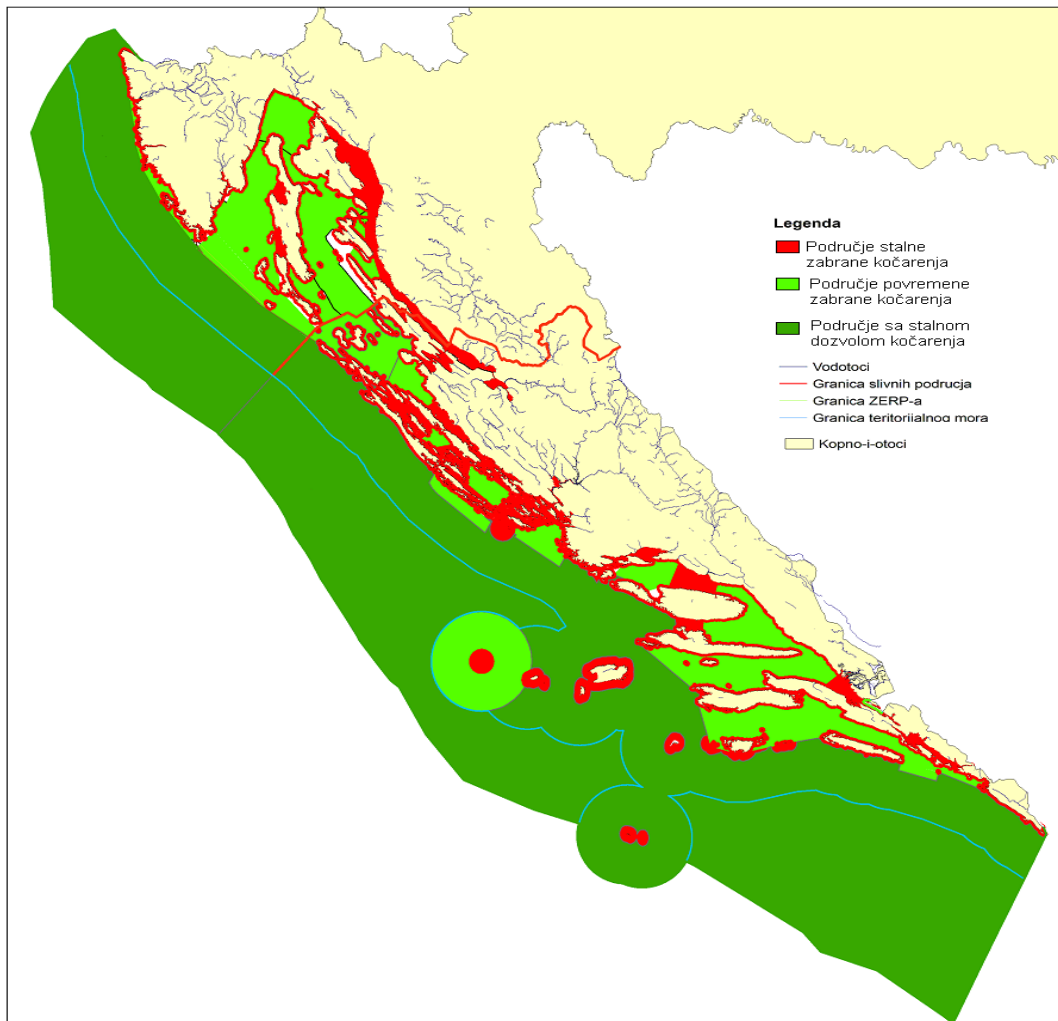 Legenda
Područje stalne
zabrane kočarenja
Područje povremene
zabrane kočarenja
Područje sa stalnom
dozvolom kočarenja
Vodotoci
Granica slivnih podrucja
Granica ZERP-a
Granica teritorijalnog mora
Kopno-i-otoci